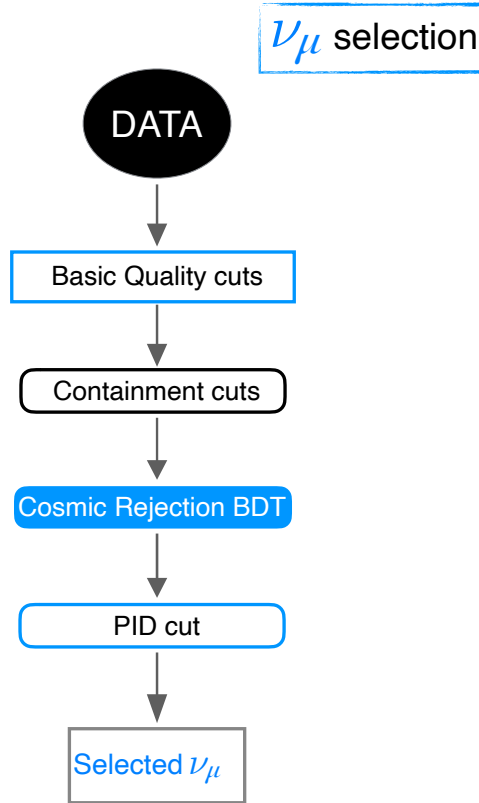 ν_μ selection
DATA
Basic Quality cuts
Containment cuts
Cosmic Rejection BDT
PID cut
Selected ν_μ